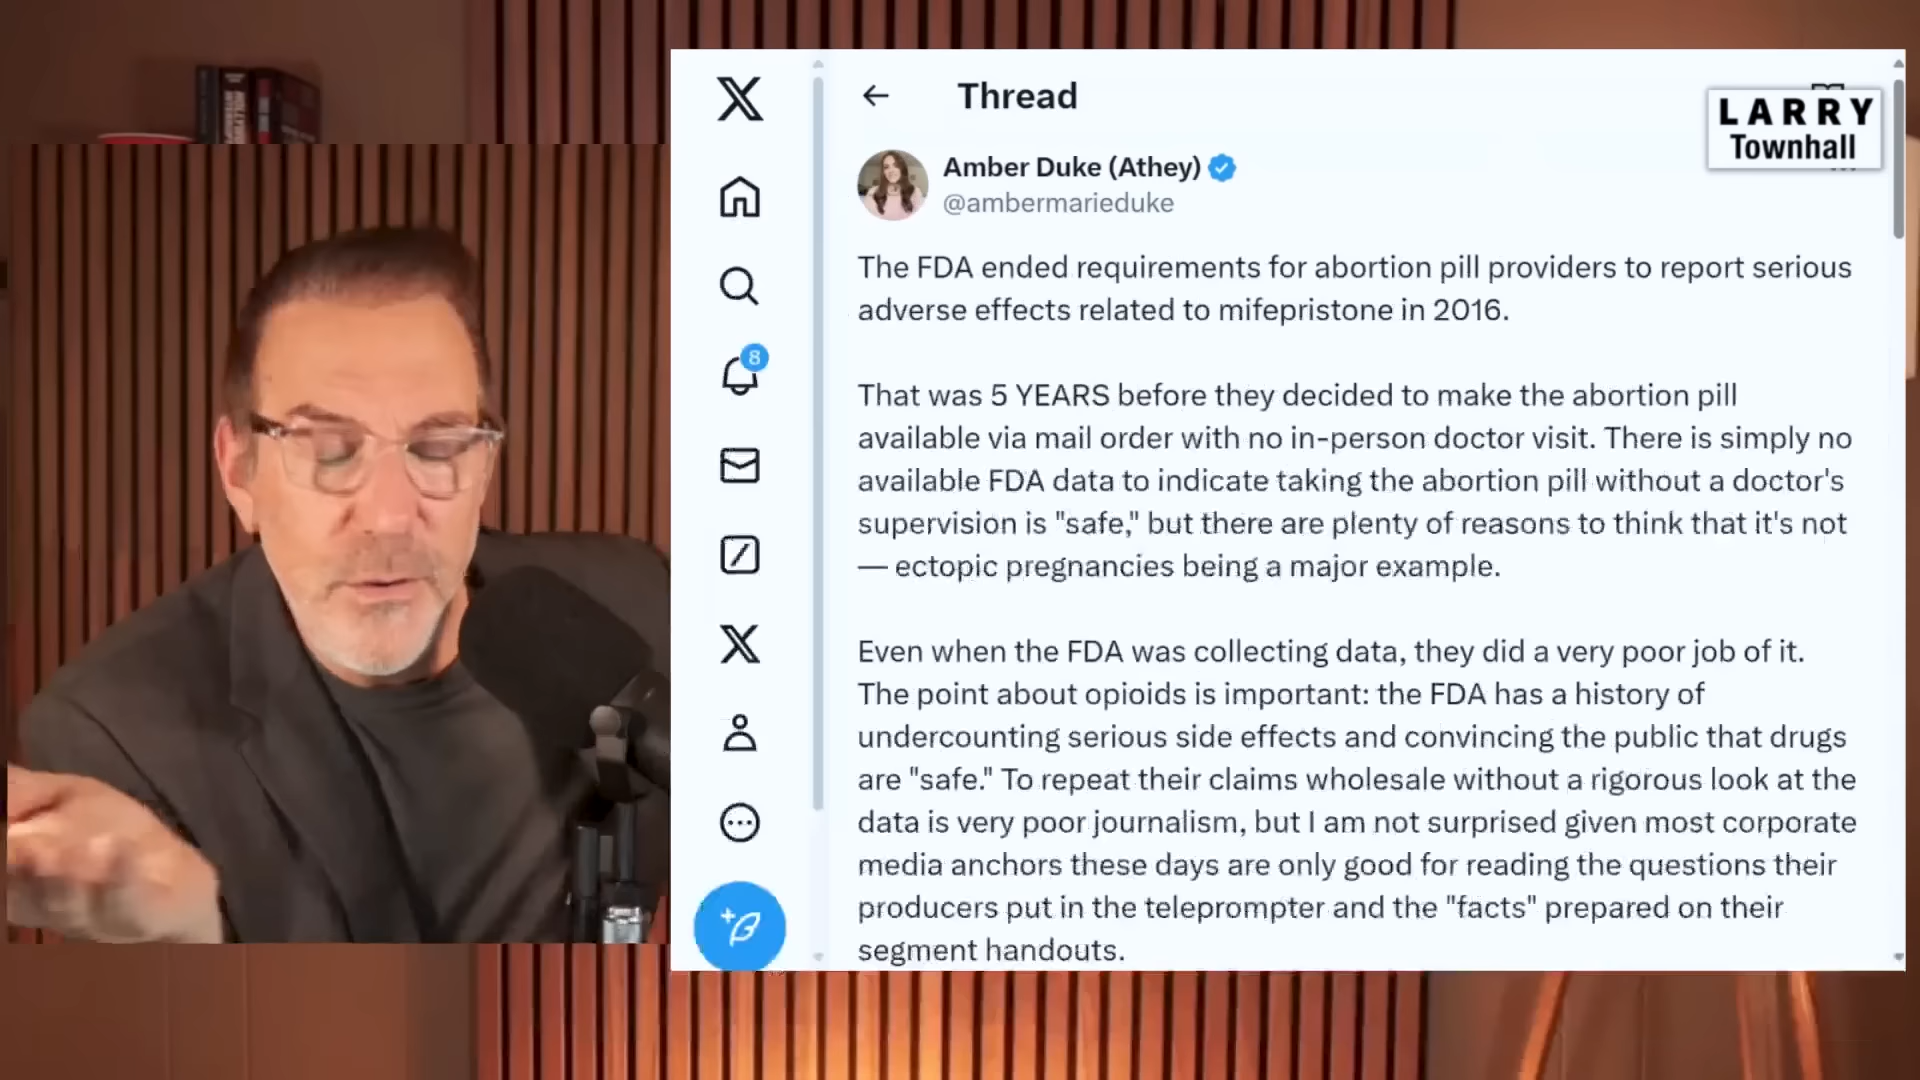 LARRY
Townhall
Thread
Amber Duke (Athey)
@ambermarieduke
8
The FDA ended requirements for abortion pill providers to report serious
adverse effects related to mifepristone in 2016.
That was 5 YEARS before they decided to make the abortion pill
available via mail order with no in-person doctor visit. There is simply no
available FDA data to indicate taking the abortion pill without a doctor's
supervision is "safe," but there are plenty of reasons to think that it's not
— ectopic pregnancies being a major example.
Even when the FDA was collecting data, they did a very poor job of it.
The point about opioids is important: the FDA has a history of
undercounting serious side effects and convincing the public that drugs
are "safe." To repeat their claims wholesale without a rigorous look at the
data is very poor journalism, but I am not surprised given most corporate
media anchors these days are only good for reading the questions their
producers put in the teleprompter and the "facts" prepared on their
segment handouts.